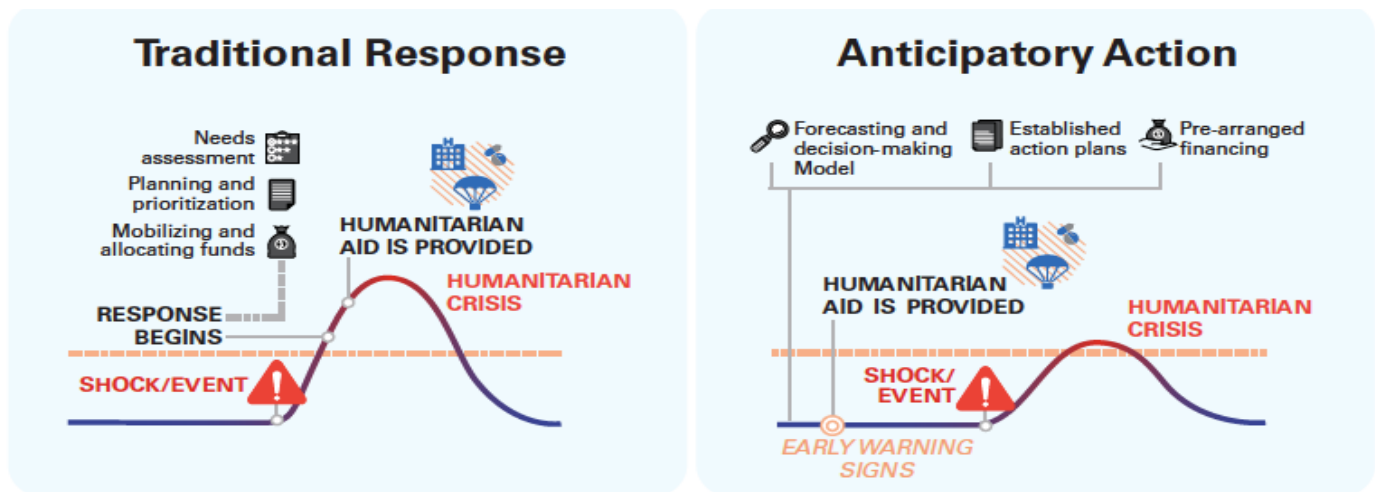 Traditional Response
Needs
assessment
Planning and
prioritization
Mobilizing and
allocating funds
HUMANITARIAN
AID IS PROVIDED
HUMANITARIAN
CRISIS
RESPONSE
BEGINS
SHOCK/EVENT
Anticipatory Action
Forecasting and
decision-making
Model
Established
action plans
Pre-arranged
financing
HUMANITARIAN
AID IS PROVIDED
HUMANITARIAN
CRISIS
SHOCK/
EVENT
EARLY WARNING
SIGNS